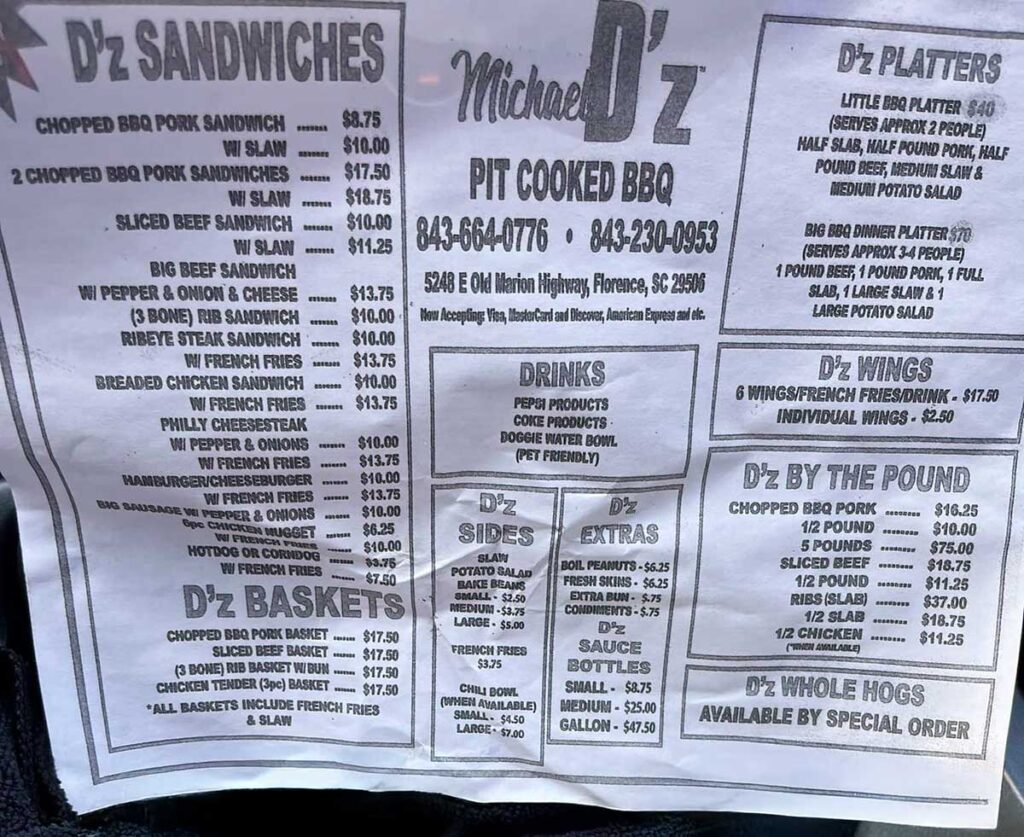 D'z SANDWICHES
CHOPPED BBQ PORK SANDWICH ....... $8.75
W/ SLAW ....... $10.00
2 CHOPPED BBQ PORK SANDWICHES ....... $17.50
W/ SLAW ....... $18.75
SLICED BEEF SANDWICH ....... $10.00
W/ SLAW ....... $11.25
BIG BEEF SANDWICH
W/ PEPPER & ONION & CHEESE ....... $13.75
(3 BONE) RIB SANDWICH ....... $10.00
RIBEYE STEAK SANDWICH ....... $10.00
W/ FRENCH FRIES ....... $13.75
BREADED CHICKEN SANDWICH ....... $10.00
W/ FRENCH FRIES ....... $13.75
PHILLY CHEESESTEAK
W/ PEPPER & ONIONS ....... $10.00
W/ FRENCH FRIES ....... $13.75
HAMBURGER/CHEESEBURGER ....... $10.00
W/ FRENCH FRIES ....... $13.75
BIG SAUSAGE W/ PEPPER & ONIONS ....... $10.00
6pc CHICKEN NUGGET ....... $6.25
W/ FRENCH FRIES ....... $10.00
HOTDOG OR CORNDOG ....... $3.75
W/ FRENCH FRIES ....... $7.50
D'z BASKETS
CHOPPED BBQ PORK BASKET ...... $17.50
SLICED BEEF BASKET ...... $17.50
(3 BONE) RIB BASKET W/BUN ...... $17.50
CHICKEN TENDER (3pc) BASKET ...... $17.50
*ALL BASKETS INCLUDE FRENCH FRIES
& SLAW
Michael D'z™
PIT COOKED BBQ
843-664-0776 • 843-230-0953
5248 E Old Marion Highway, Florence, SC 29506
Now Accepting: Visa, MasterCard and Discover, American Express and etc.
DRINKS
PEPSI PRODUCTS
COKE PRODUCTS
DOGGIE WATER BOWL
(PET FRIENDLY)
D'z
SIDES
SLAW
POTATO SALAD
BAKE BEANS
SMALL - $2.50
MEDIUM - $3.75
LARGE - $5.00
FRENCH FRIES
$3.75
CHILI BOWL
(WHEN AVAILABLE)
SMALL - $4.50
LARGE - $7.00
D'z
EXTRAS
BOIL PEANUTS - $6.25
FRESH SKINS - $6.25
EXTRA BUN - $.75
CONDIMENTS - $.75
D'z
SAUCE
BOTTLES
SMALL - $8.75
MEDIUM - $25.00
GALLON - $47.50
D'z PLATTERS
LITTLE BBQ PLATTER $40
(SERVES APPROX 2 PEOPLE)
HALF SLAB, HALF POUND PORK, HALF
POUND BEEF, MEDIUM SLAW &
MEDIUM POTATO SALAD
BIG BBQ DINNER PLATTER $70
(SERVES APPROX 3-4 PEOPLE)
1 POUND BEEF, 1 POUND PORK, 1 FULL
SLAB, 1 LARGE SLAW & 1
LARGE POTATO SALAD
D'z WINGS
6 WINGS/FRENCH FRIES/DRINK - $17.50
INDIVIDUAL WINGS - $2.50
D'z BY THE POUND
CHOPPED BBQ PORK ........ $16.25
1/2 POUND ........ $10.00
5 POUNDS ........ $75.00
SLICED BEEF ........ $18.75
1/2 POUND ........ $11.25
RIBS (SLAB) ........ $37.00
1/2 SLAB ........ $18.75
1/2 CHICKEN ........ $11.25
(*WHEN AVAILABLE)
D'z WHOLE HOGS
AVAILABLE BY SPECIAL ORDER